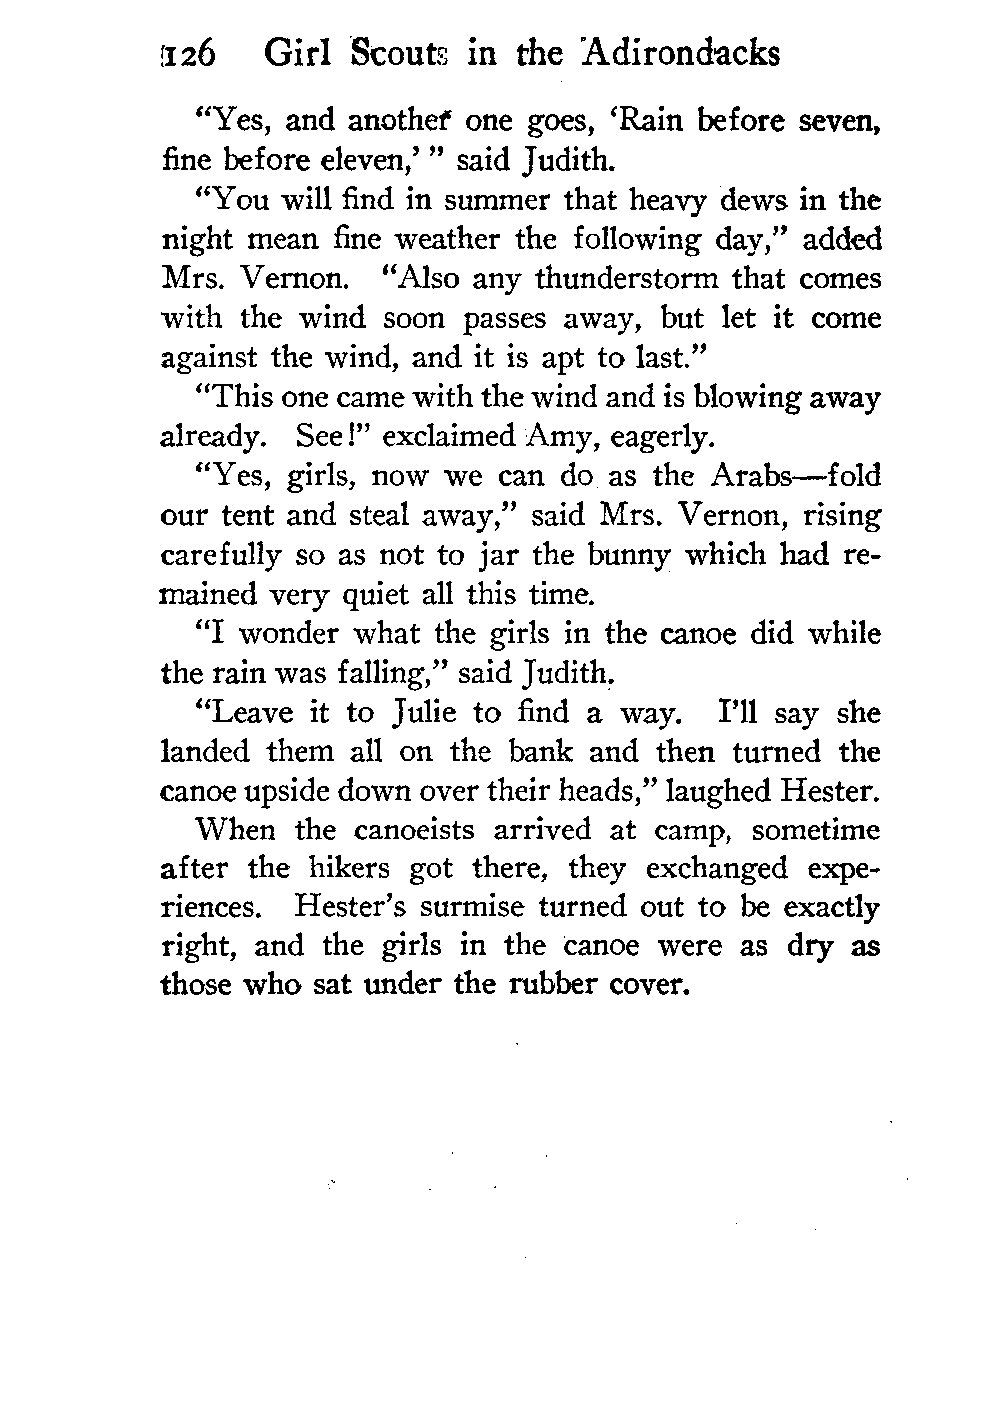 126 Girl Scouts in the Adirondacks
“Yes, and another one goes, ‘Rain before seven,
fine before eleven,’ ” said Judith.
“You will find in summer that heavy dews in the
night mean fine weather the following day,” added
Mrs. Vernon. “Also any thunderstorm that comes
with the wind soon passes away, but let it come
against the wind, and it is apt to last.”
“This one came with the wind and is blowing away
already. See!” exclaimed Amy, eagerly.
“Yes, girls, now we can do as the Arabs—fold
our tent and steal away,” said Mrs. Vernon, rising
carefully so as not to jar the bunny which had re-
mained very quiet all this time.
“I wonder what the girls in the canoe did while
the rain was falling,” said Judith.
“Leave it to Julie to find a way. I’ll say she
landed them all on the bank and then turned the
canoe upside down over their heads,” laughed Hester.
When the canoeists arrived at camp, sometime
after the hikers got there, they exchanged expe-
riences. Hester’s surmise turned out to be exactly
right, and the girls in the canoe were as dry as
those who sat under the rubber cover.